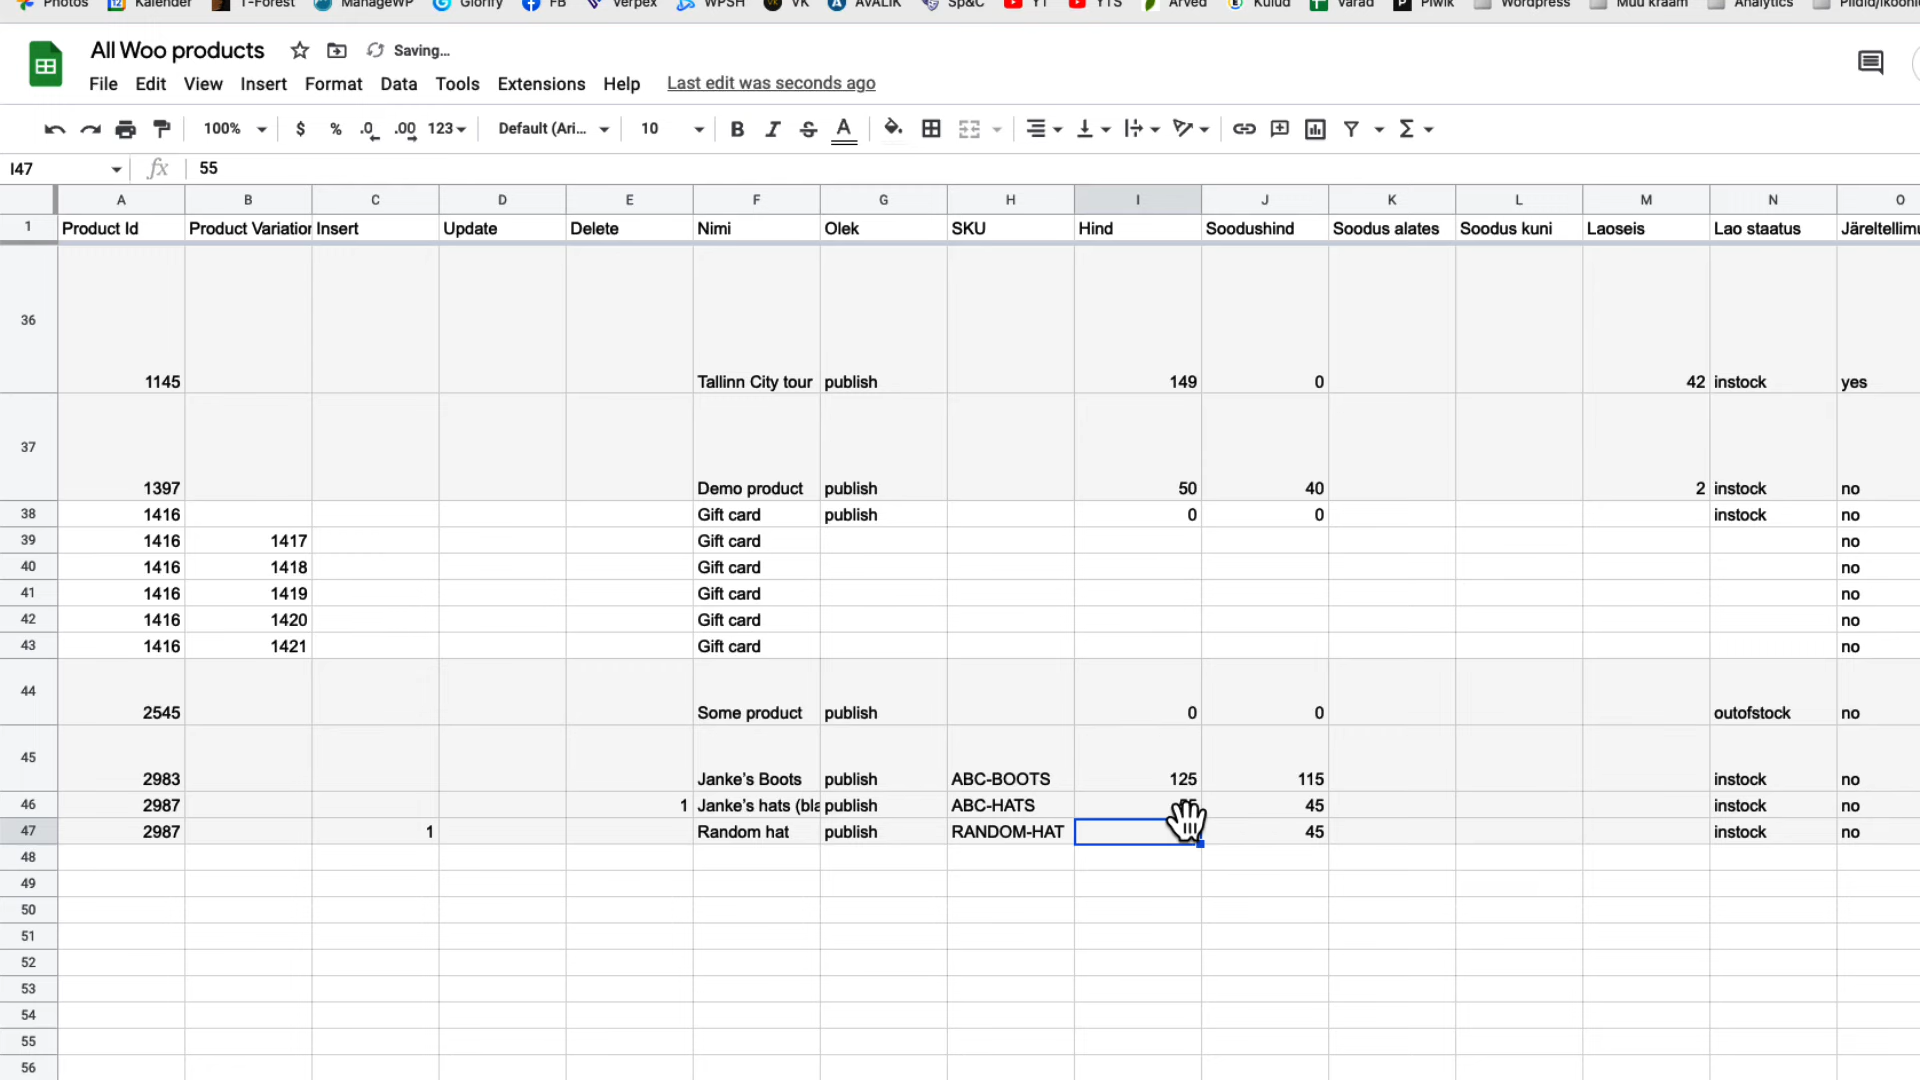 Photos Kalender T-Forest ManageWP Glorify FB Verpex WPSH VK AVALIK Sp&C YT YTS Arved Kulud Varad Piwik Wordpress Muu kraam Analytics
All Woo products Saving...
File Edit View Insert Format Data Tools Extensions Help Last edit was seconds ago
100% $ % .0 .00 123 Default (Ari... 10 B I S A Σ
I47 fx 55
A B C D E F G H I J K L M N O
1 Product Id Product Variation Insert Update Delete Nimi Olek SKU Hind Soodushind Soodus alates Soodus kuni Laoseis Lao staatus Järeltellimu
36 1145 Tallinn City tour publish 149 0 42 instock yes
37 1397 Demo product publish 50 40 2 instock no
38 1416 Gift card publish 0 0 instock no
39 1416 1417 Gift card no
40 1416 1418 Gift card no
41 1416 1419 Gift card no
42 1416 1420 Gift card no
43 1416 1421 Gift card no
44 2545 Some product publish 0 0 outofstock no
45 2983 Janke's Boots publish ABC-BOOTS 125 115 instock no
46 2987 1 Janke's hats (bla publish ABC-HATS 45 instock no
47 2987 1 Random hat publish RANDOM-HAT 45 instock no
48
49
50
51
52
53
54
55
56